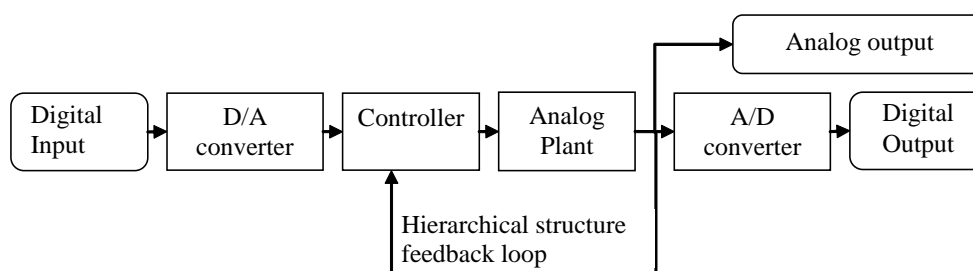 Analog output
Digital
Input
D/A
converter
Controller
Analog
Plant
A/D
converter
Digital
Output
Hierarchical structure
feedback loop